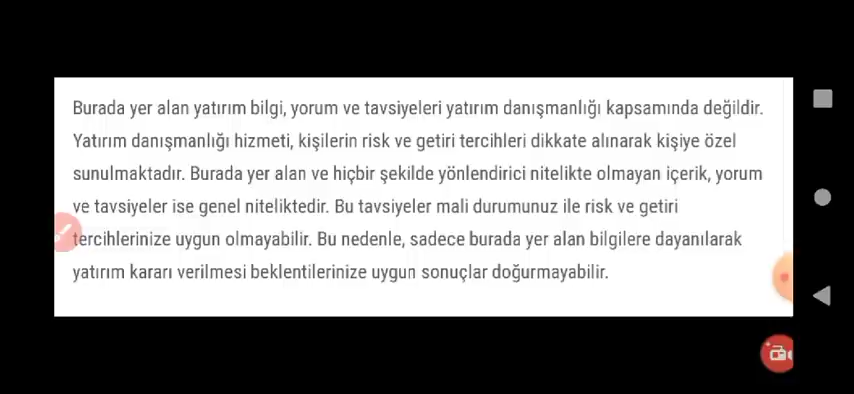 Burada yer alan yatırım bilgi, yorum ve tavsiyeleri yatırım danışmanlığı kapsamında değildir.
Yatırım danışmanlığı hizmeti, kişilerin risk ve getiri tercihleri dikkate alınarak kişiye özel
sunulmaktadır. Burada yer alan ve hiçbir şekilde yönlendirici nitelikte olmayan içerik, yorum
ve tavsiyeler ise genel niteliktedir. Bu tavsiyeler mali durumunuz ile risk ve getiri
tercihlerinize uygun olmayabilir. Bu nedenle, sadece burada yer alan bilgilere dayanılarak
yatırım kararı verilmesi beklentilerinize uygun sonuçlar doğurmayabilir.